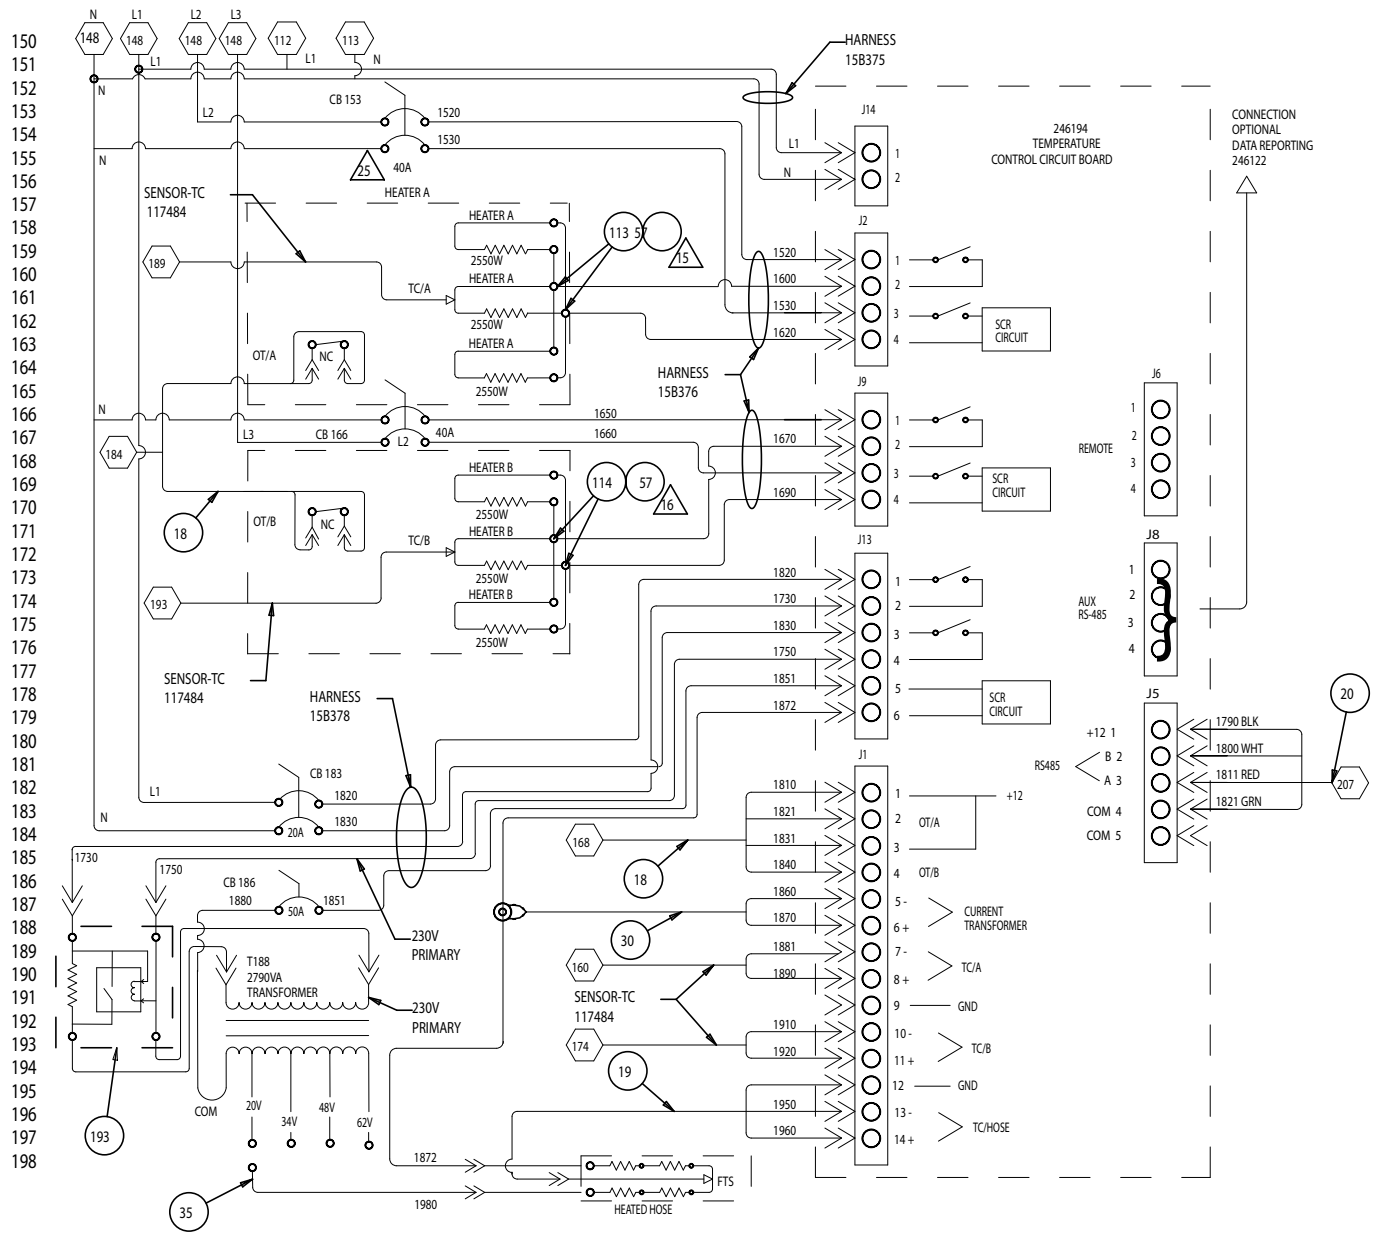 N L1 L2 L3
150 148 148 148 148 112 113
HARNESS
15B375
151 L1 L1 N
152 N
CB 153
153 L2 1520 J14
CONNECTION
OPTIONAL
DATA REPORTING
246122
246194
TEMPERATURE
CONTROL CIRCUIT BOARD
154 1530 L1 1
155 N 25 40A
156 N 2
SENSOR-TC
117484
HEATER A
157
158 HEATER A J2
113 57
159 15 1520 1
2550W
160 189 HEATER A 1600 2
161 TC/A 1530 3
162 2550W SCR
CIRCUIT
163 HEATER A 1620 4
OT/A NC
164 HARNESS
15B376
J6
165 2550W J9
166 N 1650 1 1
167 L3 CB 166 L2 40A 1660 1670 2 2
REMOTE
168 184 3 3
169 HEATER B 114 57 SCR
CIRCUIT
170 16 1690 4 4
2550W
18 OT/B NC
171 HEATER B
172 TC/B J13 J8
173 2550W 1820 1 1
HEATER B
174 193 1730 2 2
AUX
RS-485
175 1830 3 3
176 2550W 1750 4 4
177
SENSOR-TC
117484
178 1851 5 J5
HARNESS
15B378
SCR
CIRCUIT
20
179 1872 6
180 +12 1 1790 BLK
J1
181 RS485 B 2 1800 WHT
CB 183
182 L1 1820 1810 1 +12 A 3 1811 RED 207
183 N 1821 2 OT/A COM 4 1821 GRN
20A 1830
184 168 1831 3 COM 5
185 1730 1750
18 1840 4 OT/B
186 CB 186
187 1880 50A 1851 1860 5 -
CURRENT
TRANSFORMER
188 30 1870 6 +
230V
PRIMARY
189 1881 7 -
T188
2790VA
TRANSFORMER
190 160 1890 8 + TC/A
191 SENSOR-TC
117484
9 GND
230V
PRIMARY
192 1910 10 -
193 174 1920 11 + TC/B
194 19 12 GND
195
COM 20V 34V 48V 62V
196 1950 13 -
TC/HOSE
197 193 1960 14 +
198 1872
FTS
35 1980 HEATED HOSE